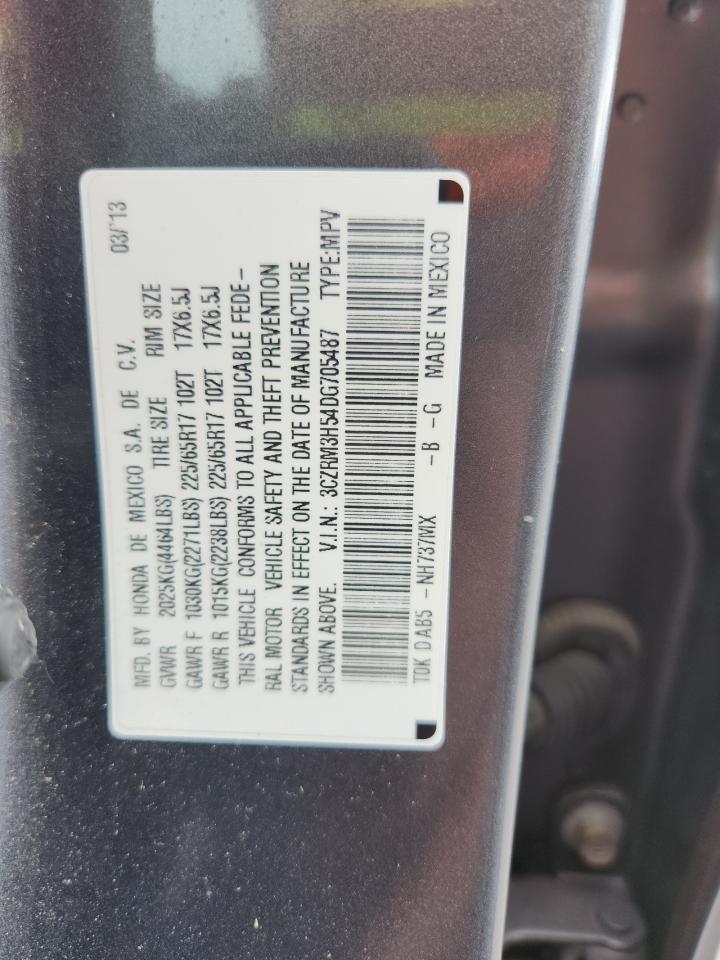 MFD. BY HONDA DE MEXICO S.A. DE C.V. 03/'13
GVWR 2025KG(4464LBS) TIRE SIZE RIM SIZE
GAWR F 1030KG(2271LBS) 225/65R17 102T 17X6.5J
GAWR R 1015KG(2238LBS) 225/65R17 102T 17X6.5J
THIS VEHICLE CONFORMS TO ALL APPLICABLE FEDE-
RAL MOTOR VEHICLE SAFETY AND THEFT PREVENTION
STANDARDS IN EFFECT ON THE DATE OF MANUFACTURE
SHOWN ABOVE. V.I.N.: 3CZRM3H54DG705487 TYPE:MPV
T0K D AB5 -NH737MX -B -G MADE IN MEXICO